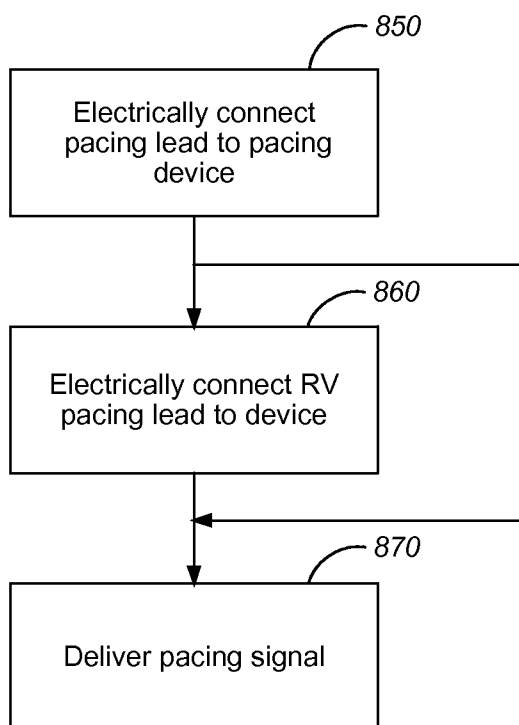 850
Electrically connect
pacing lead to pacing
device
860
Electrically connect RV
pacing lead to device
870
Deliver pacing signal